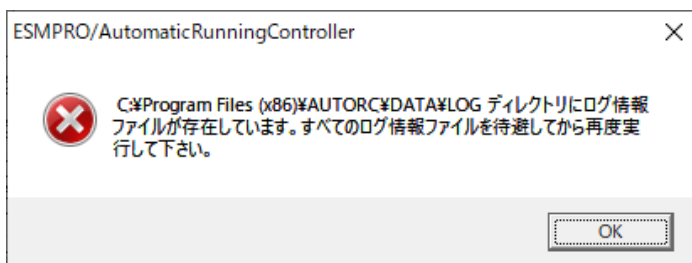 ESMPRO/AutomaticRunningController
C:¥Program Files (x86)¥AUTORC¥DATA¥LOG ディレクトリにログ情報
ファイルが存在しています。すべてのログ情報ファイルを待避してから再度実
行して下さい。
OK